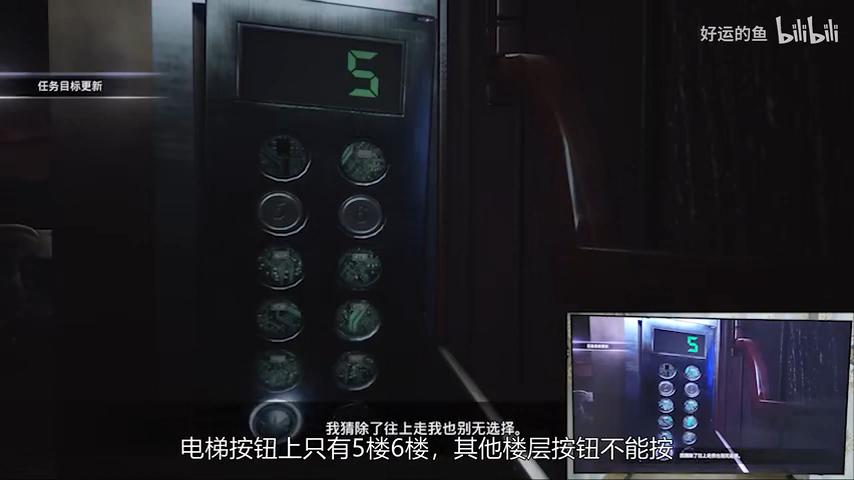 好运的鱼 bilibili
5
任务目标更新
5 6
我猜除了往上走我也别无选择。
电梯按钮上只有5楼6楼，其他楼层按钮不能按
5